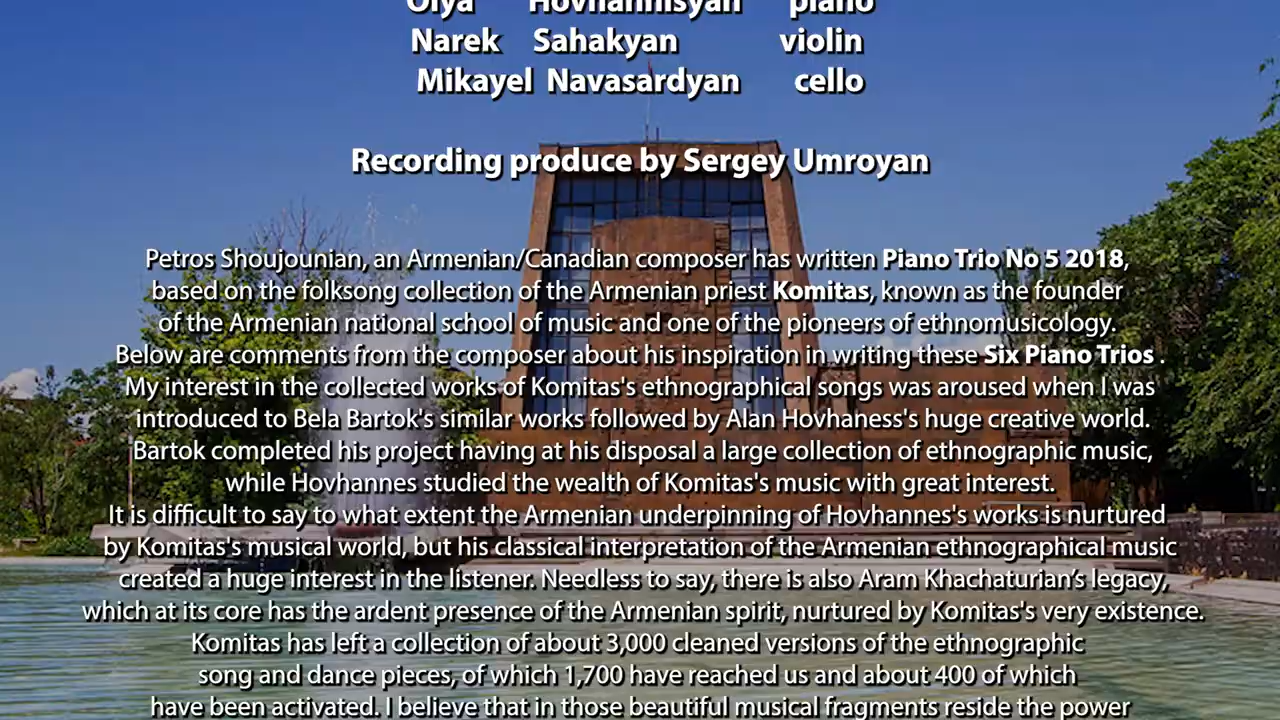 Olya Hovhannisyan piano
Narek Sahakyan violin
Mikayel Navasardyan cello
Recording produce by Sergey Umroyan
Petros Shoujounian, an Armenian/Canadian composer has written Piano Trio No 5 2018,
based on the folksong collection of the Armenian priest Komitas, known as the founder
of the Armenian national school of music and one of the pioneers of ethnomusicology.
Below are comments from the composer about his inspiration in writing these Six Piano Trios .
My interest in the collected works of Komitas's ethnographical songs was aroused when I was
introduced to Bela Bartok's similar works followed by Alan Hovhaness's huge creative world.
Bartok completed his project having at his disposal a large collection of ethnographic music,
while Hovhannes studied the wealth of Komitas's music with great interest.
It is difficult to say to what extent the Armenian underpinning of Hovhannes's works is nurtured
by Komitas's musical world, but his classical interpretation of the Armenian ethnographical music
created a huge interest in the listener. Needless to say, there is also Aram Khachaturian’s legacy,
which at its core has the ardent presence of the Armenian spirit, nurtured by Komitas's very existence.
Komitas has left a collection of about 3,000 cleaned versions of the ethnographic
song and dance pieces, of which 1,700 have reached us and about 400 of which
have been activated. I believe that in those beautiful musical fragments reside the power